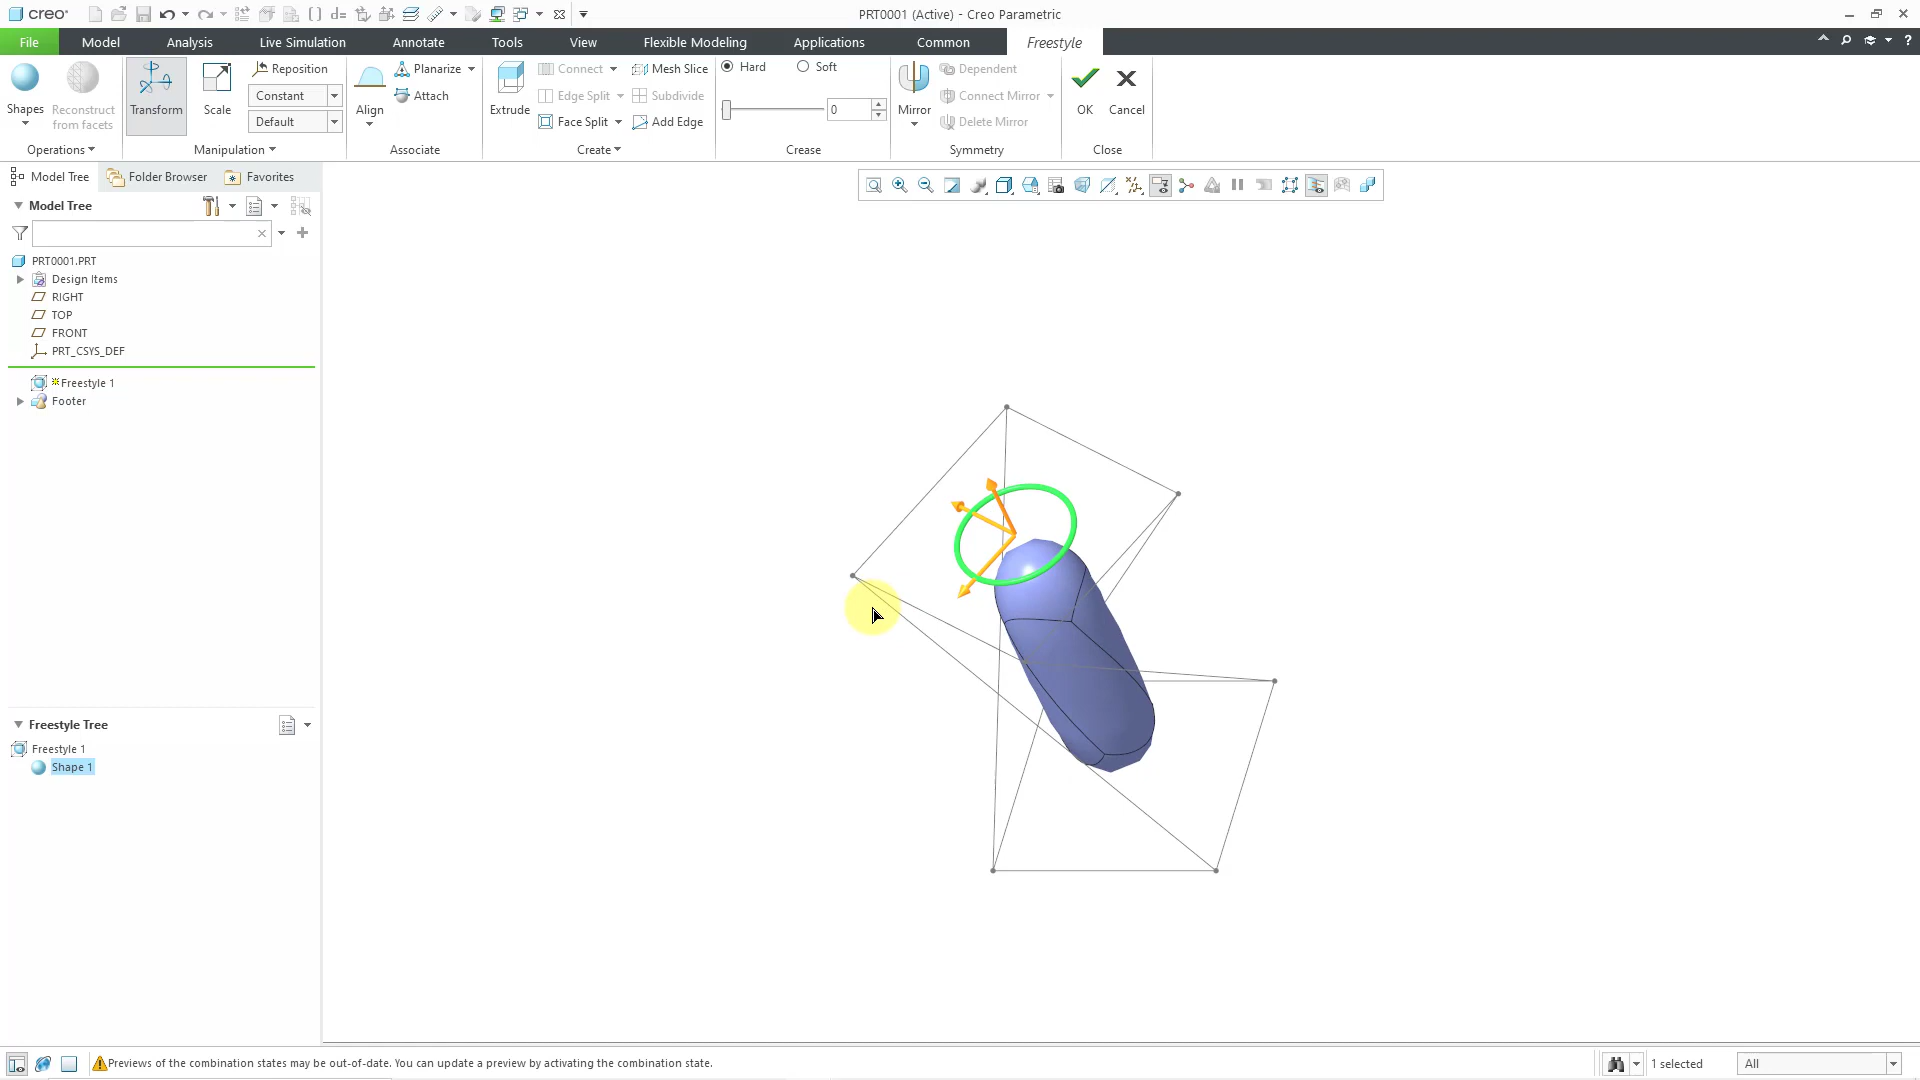 creo
PRT0001 (Active) - Creo Parametric
File Model Analysis Live Simulation Annotate Tools View Flexible Modeling Applications Common Freestyle
Shapes
Reconstruct from facets
Operations
Transform
Scale
Reposition
Constant
Default
Manipulation
Align
Planarize
Attach
Associate
Extrude
Connect
Edge Split
Face Split
Mesh Slice
Subdivide
Add Edge
Create
Hard Soft
0
Crease
Mirror
Dependent
Connect Mirror
Delete Mirror
Symmetry
OK
Cancel
Close
Model Tree Folder Browser Favorites
Model Tree
PRT0001.PRT
Design Items
RIGHT
TOP
FRONT
PRT_CSYS_DEF
Freestyle 1
Footer
Freestyle Tree
Freestyle 1
Shape 1
Previews of the combination states may be out-of-date. You can update a preview by activating the combination state.
1 selected
All